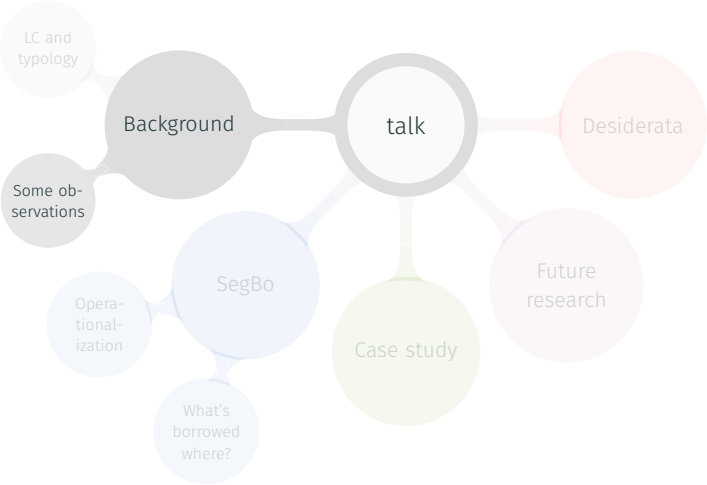 LC and
typology
Background
Some ob-
servations
talk
Desiderata
SegBo
Opera-
tional-
ization
What's
borrowed
where?
Case study
Future
research